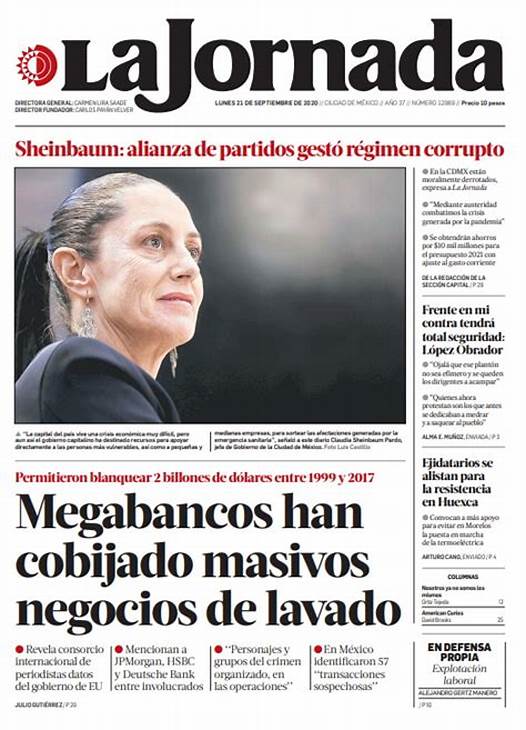 La Jornada
DIRECTORA GENERAL: CARMEN LIRA SAADE
DIRECTOR FUNDADOR: CARLOS PAYÁN VELVER
LUNES 21 DE SEPTIEMBRE DE 2020 // CIUDAD DE MÉXICO // AÑO 37 // NÚMERO 12989 // Precio 10 pesos
Sheinbaum: alianza de partidos gestó régimen corrupto
▲ "La capital del país vive una crisis económica muy difícil, pero
aun así el gobierno capitalino ha destinado recursos para apoyar
directamente a las personas más vulnerables, así como a pequeñas y
medianas empresas, para sortear las afectaciones generadas por la
emergencia sanitaria", señaló a este diario Claudia Sheinbaum Pardo,
jefa de Gobierno de la Ciudad de México. Foto Luis Castillo
● En la CDMX están
moralmente derrotados,
expresa a La Jornada
● "Mediante austeridad
combatimos la crisis
generada por la pandemia"
● Se obtendrán ahorros
por $10 mil millones para
el presupuesto 2021 con
ajuste al gasto corriente
DE LA REDACCIÓN DE LA
SECCIÓN CAPITAL / P 28
Frente en mi
contra tendrá
total seguridad:
López Obrador
● "Ojalá que ese plantón
no sea efímero y se queden
los dirigentes a acampar"
● "Quienes ahora
protestan son los que antes
se dedicaban a medrar
y a saquear al pueblo"
ALMA E. MUÑOZ, ENVIADA / P 3
Ejidatarios se
alistan para
la resistencia
en Huexca
● Convocan a más apoyo
para evitar en Morelos
la puesta en marcha
de la termoeléctrica
ARTURO CANO, ENVIADO / P 4
COLUMNAS
Nosotros ya no somos los
mismos
Ortiz Tejeda 12
American Curios
David Brooks 25
EN DEFENSA
PROPIA
Explotación
laboral
ALEJANDRO GERTZ MANERO
/ P 10
Permitieron blanquear 2 billones de dólares entre 1999 y 2017
Megabancos han
cobijado masivos
negocios de lavado
● Revela consorcio
internacional de
periodistas datos
del gobierno de EU
● Mencionan a
JPMorgan, HSBC
y Deutsche Bank
entre involucrados
● "Personajes y
grupos del crimen
organizado, en
las operaciones"
● En México
identificaron 57
"transacciones
sospechosas"
JULIO GUTIÉRREZ / P 20